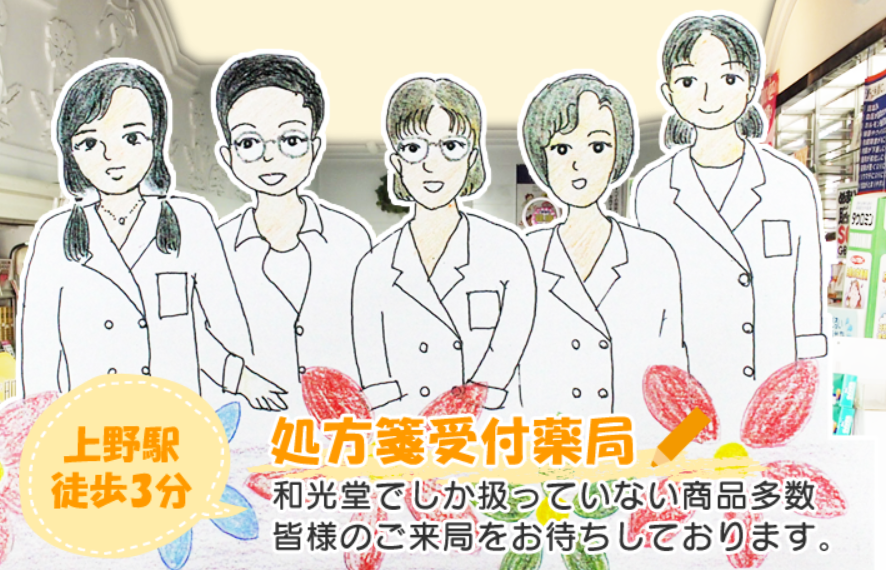 上野駅
徒歩3分
処方箋受付薬局
和光堂でしか扱っていない商品多数
皆様のご来局をお待ちしております。